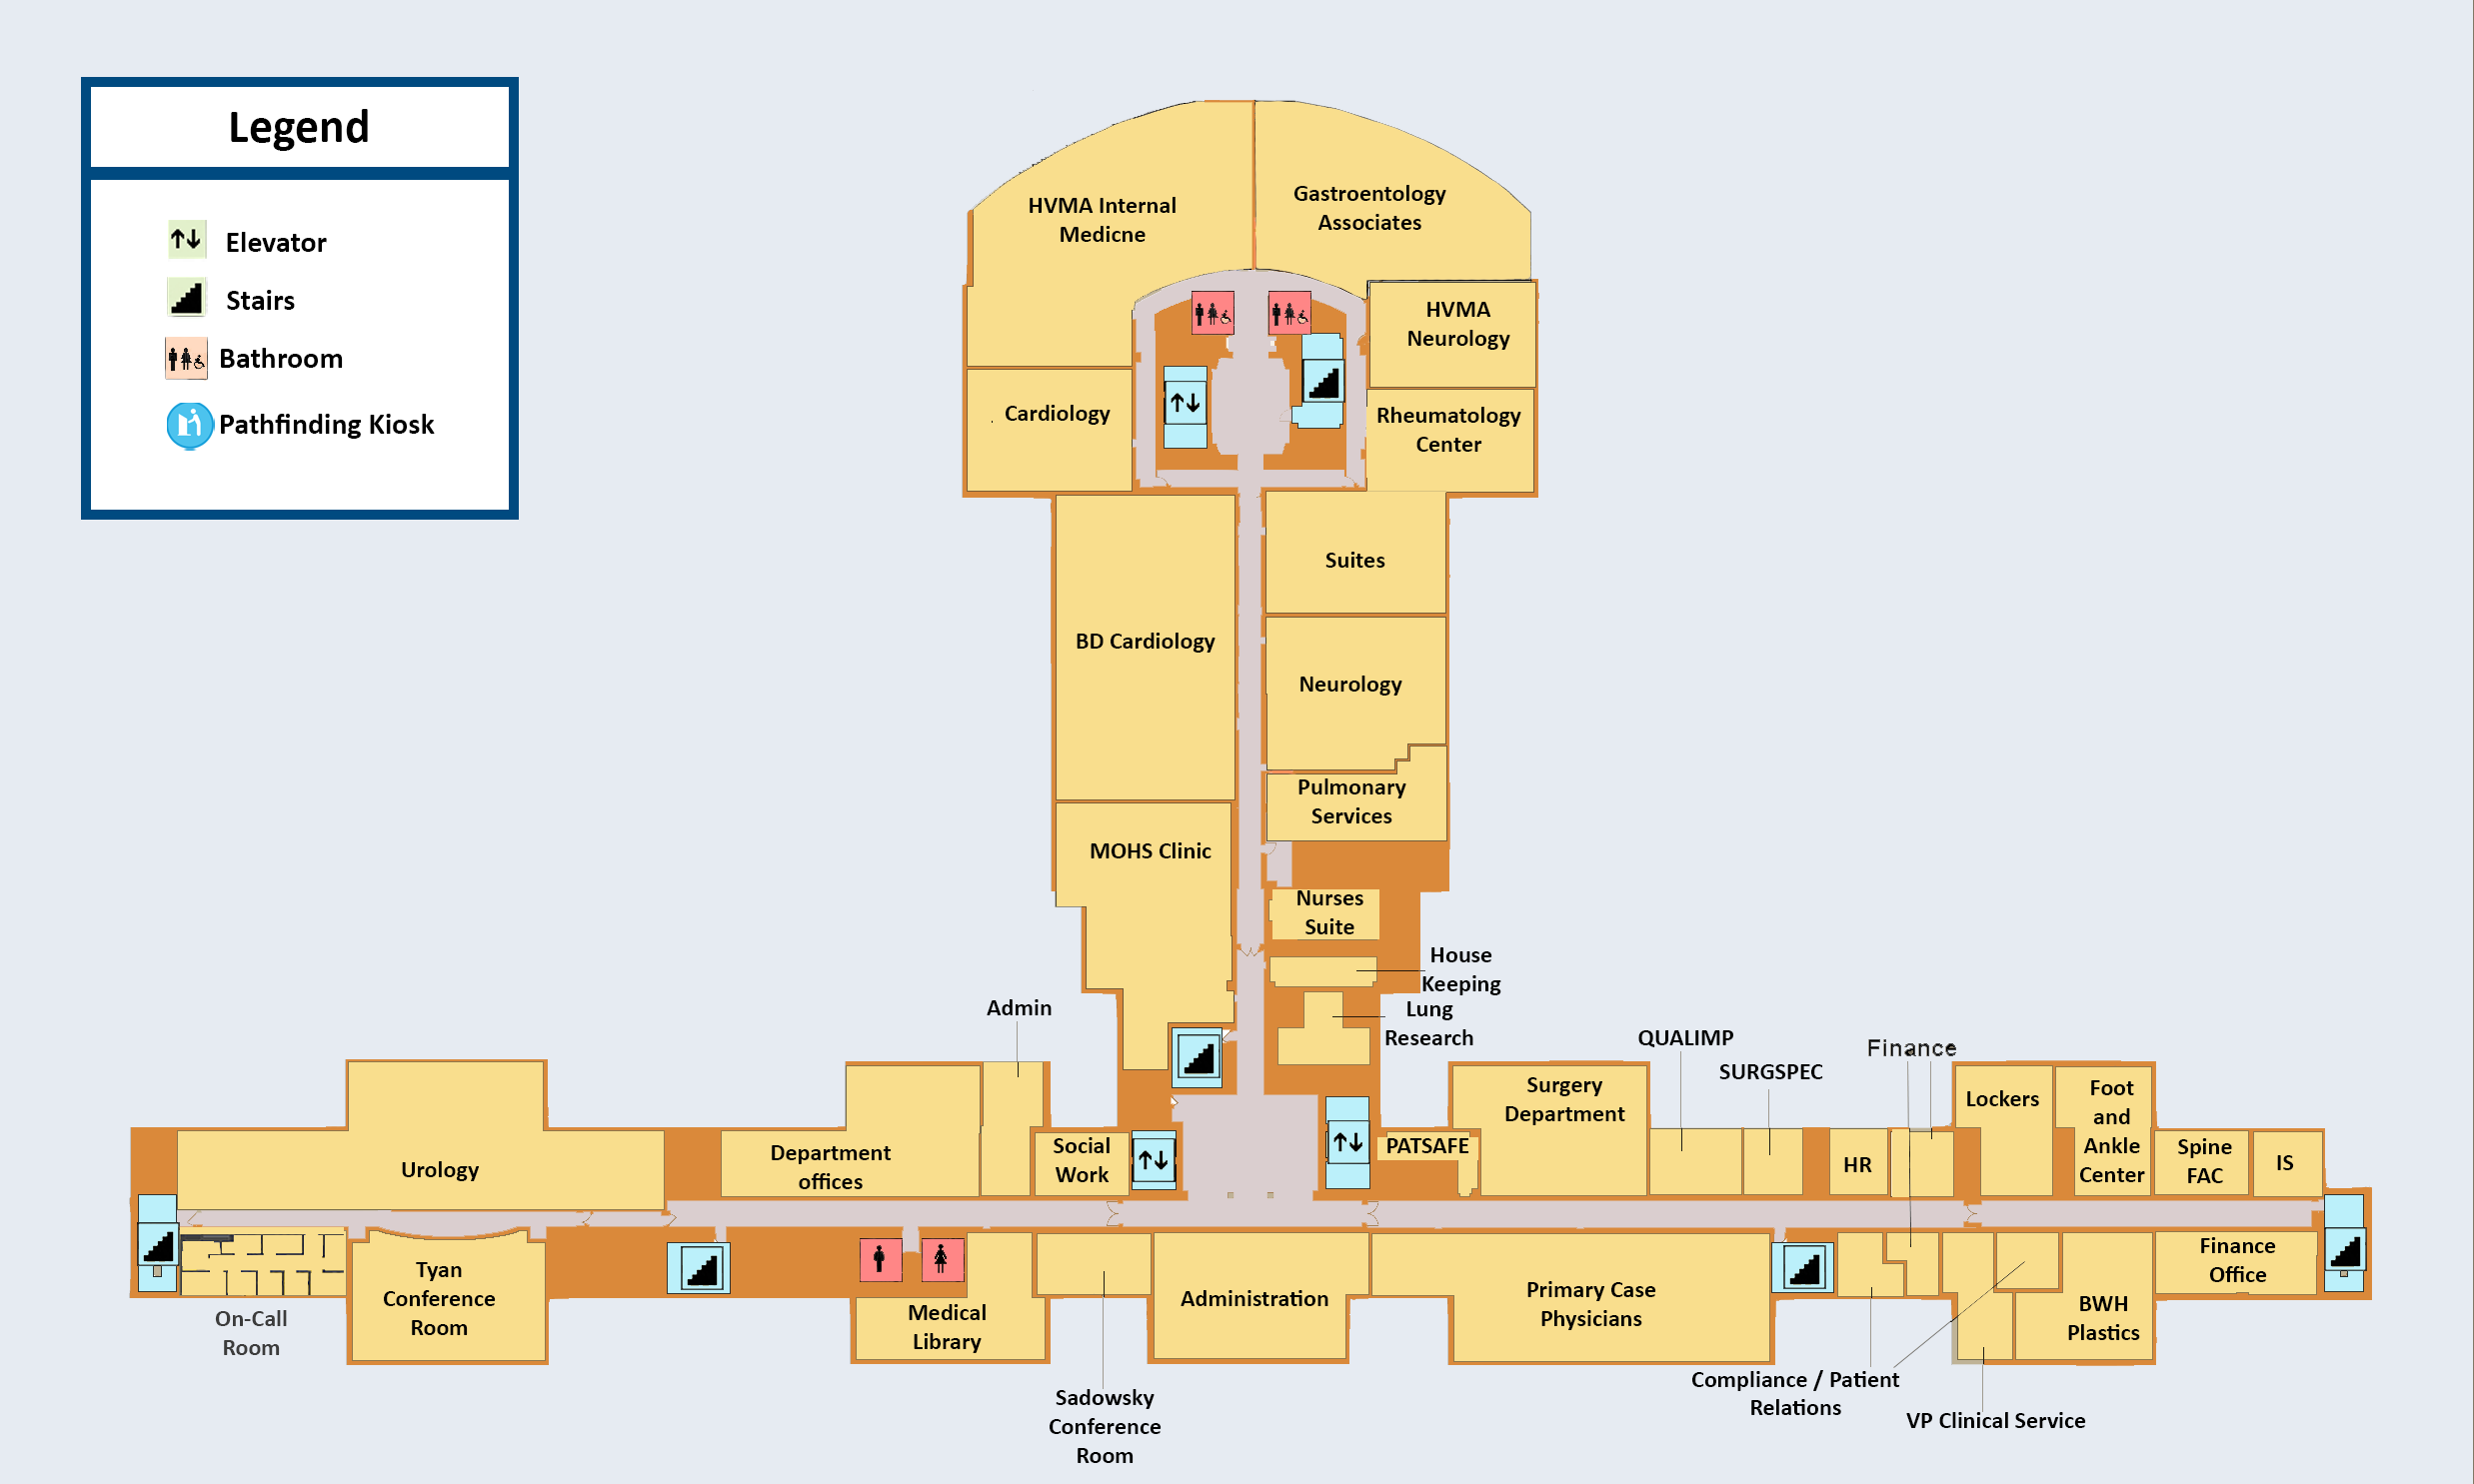 Legend
Elevator
Stairs
Bathroom
Pathfinding Kiosk
HVMA Internal
Medicne
Gastroentology
Associates
HVMA
Neurology
Cardiology
Rheumatology
Center
Suites
BD Cardiology
Neurology
Pulmonary
Services
MOHS Clinic
Nurses
Suite
House
Keeping
Lung
Research
Admin
QUALIMP
SURGSPEC
Finance
Urology
Department
offices
Social
Work
PATSAFE
Surgery
Department
HR
Lockers
Foot
and
Ankle
Center
Spine
FAC
IS
On-Call
Room
Tyan
Conference
Room
Medical
Library
Sadowsky
Conference
Room
Administration
Primary Case
Physicians
Compliance / Patient
Relations
VP Clinical Service
BWH
Plastics
Finance
Office